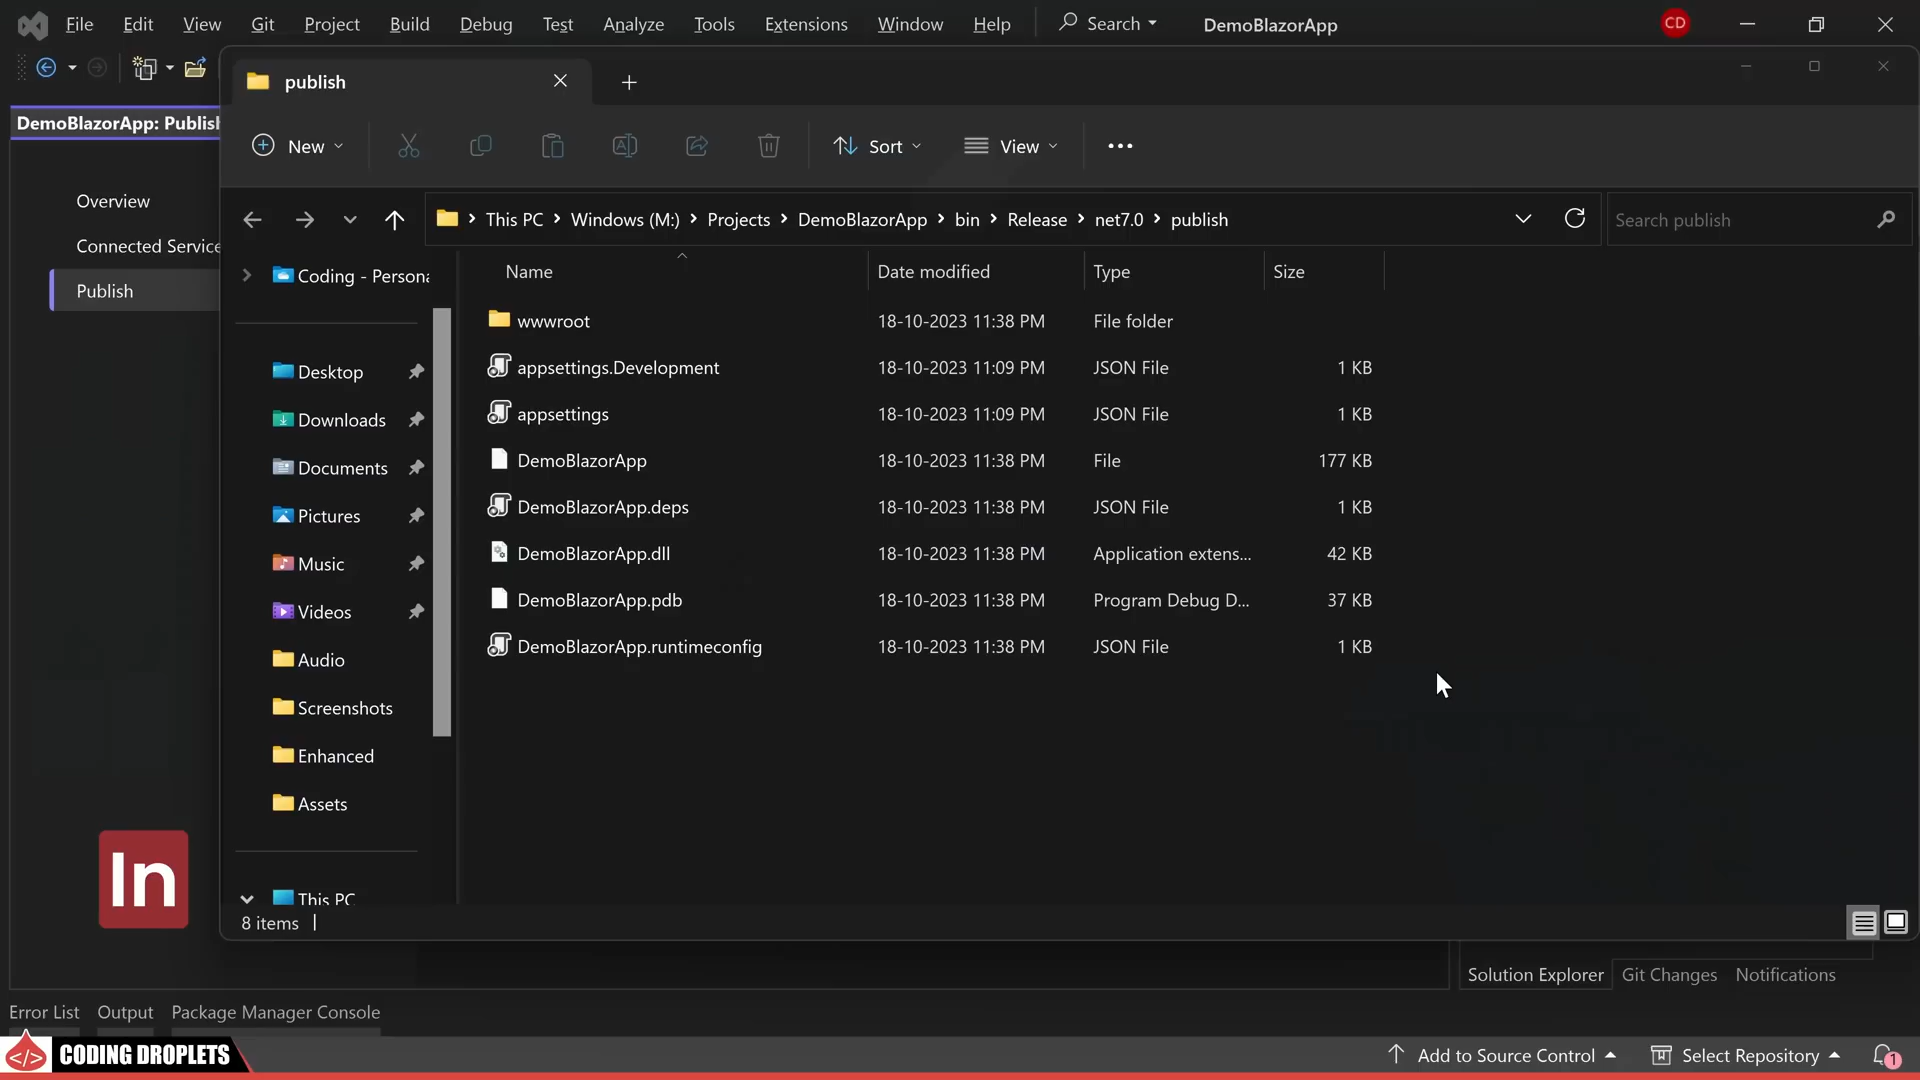 File Edit View Git Project Build Debug Test Analyze Tools Extensions Window Help Search DemoBlazorApp CD
publish
DemoBlazorApp: Publish
New Sort View
Overview
Connected Service
Publish
This PC Windows (M:) Projects DemoBlazorApp bin Release net7.0 publish
Search publish
Coding - Persona
Desktop
Downloads
Documents
Pictures
Music
Videos
Audio
Screenshots
Enhanced
Assets
This PC
Name Date modified Type Size
wwwroot 18-10-2023 11:38 PM File folder
appsettings.Development 18-10-2023 11:09 PM JSON File 1 KB
appsettings 18-10-2023 11:09 PM JSON File 1 KB
DemoBlazorApp 18-10-2023 11:38 PM File 177 KB
DemoBlazorApp.deps 18-10-2023 11:38 PM JSON File 1 KB
DemoBlazorApp.dll 18-10-2023 11:38 PM Application extens... 42 KB
DemoBlazorApp.pdb 18-10-2023 11:38 PM Program Debug D... 37 KB
DemoBlazorApp.runtimeconfig 18-10-2023 11:38 PM JSON File 1 KB
In
8 items
Solution Explorer Git Changes Notifications
Error List Output Package Manager Console
</> CODING DROPLETS
Add to Source Control Select Repository 1